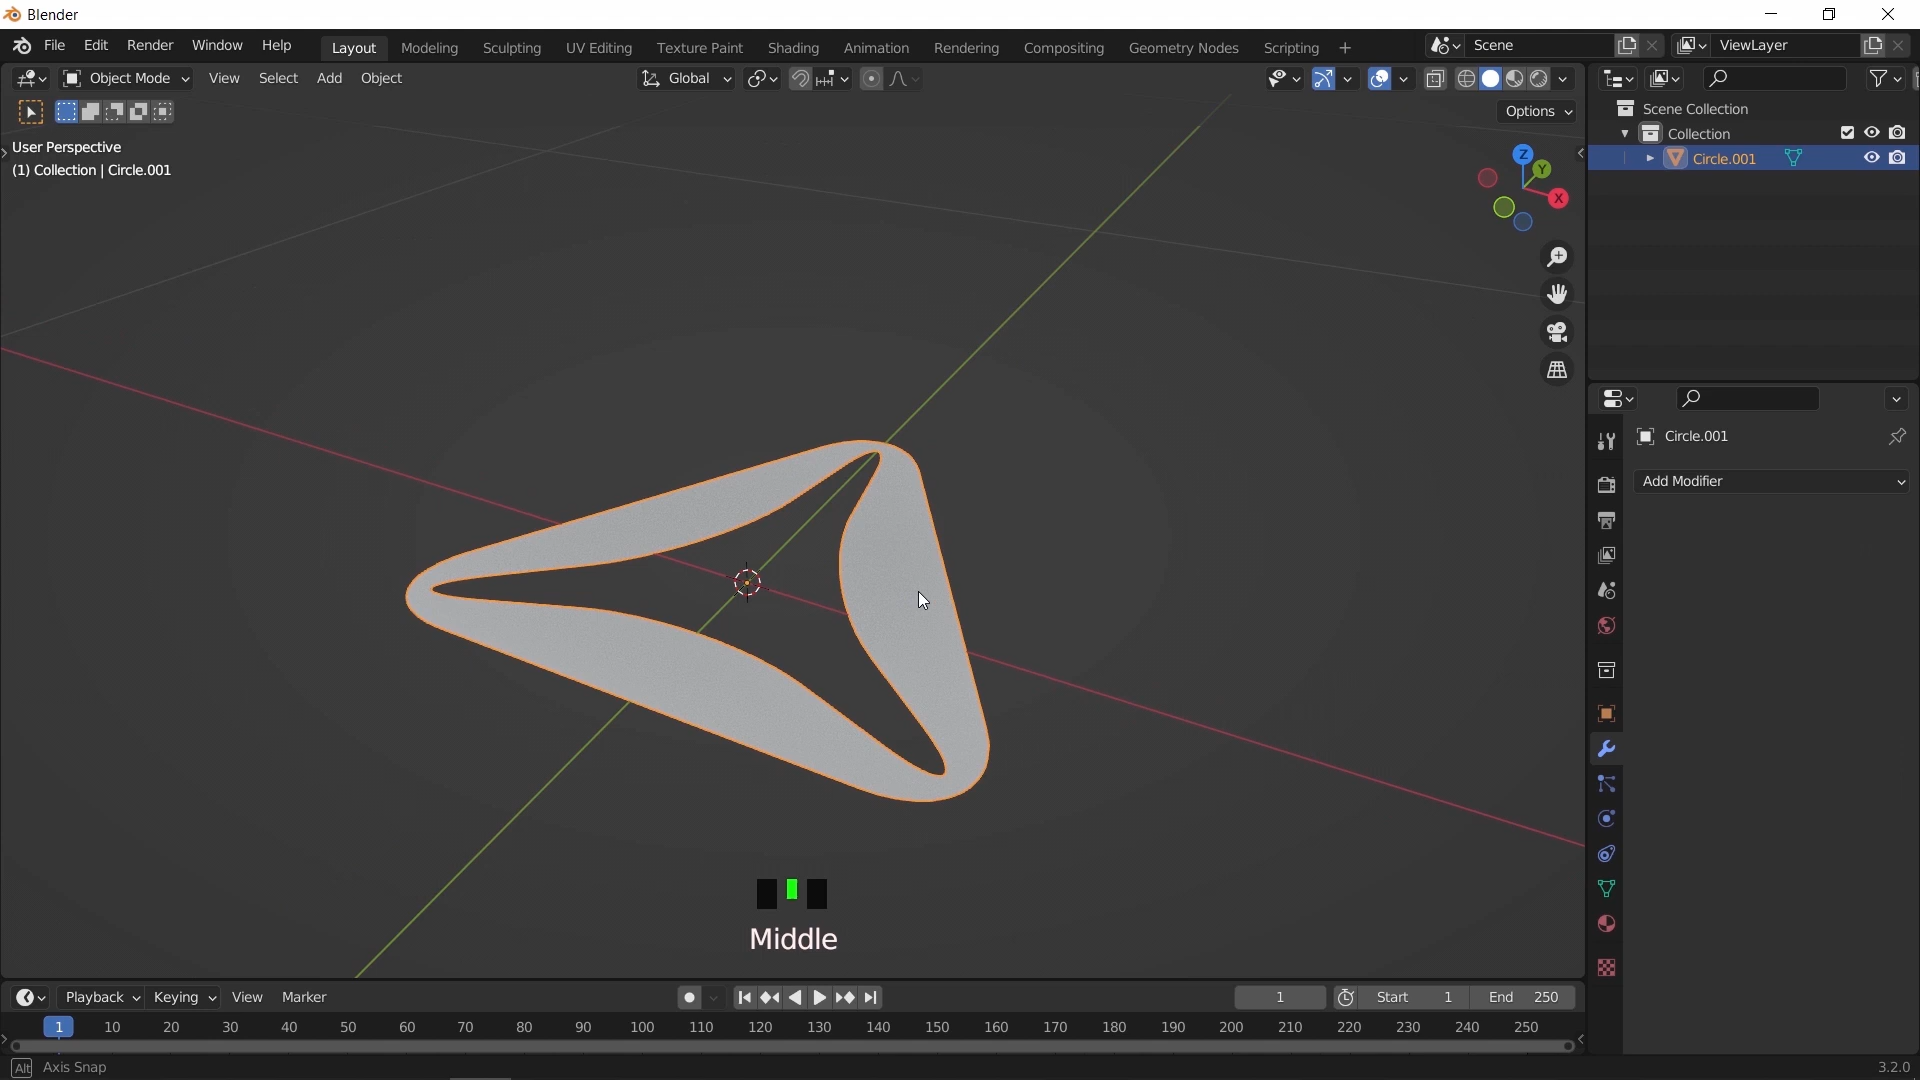 Blender
File Edit Render Window Help Layout Modeling Sculpting UV Editing Texture Paint Shading Animation Rendering Compositing Geometry Nodes Scripting + Scene ViewLayer
Object Mode View Select Add Object Global
Options
User Perspective
(1) Collection | Circle.001
Z
Y
X
Scene Collection
Collection
Circle.001
Circle.001
Add Modifier
Middle
Playback Keying View Marker 1 Start 1 End 250
1 10 20 30 40 50 60 70 80 90 100 110 120 130 140 150 160 170 180 190 200 210 220 230 240 250
Alt Axis Snap 3.2.0